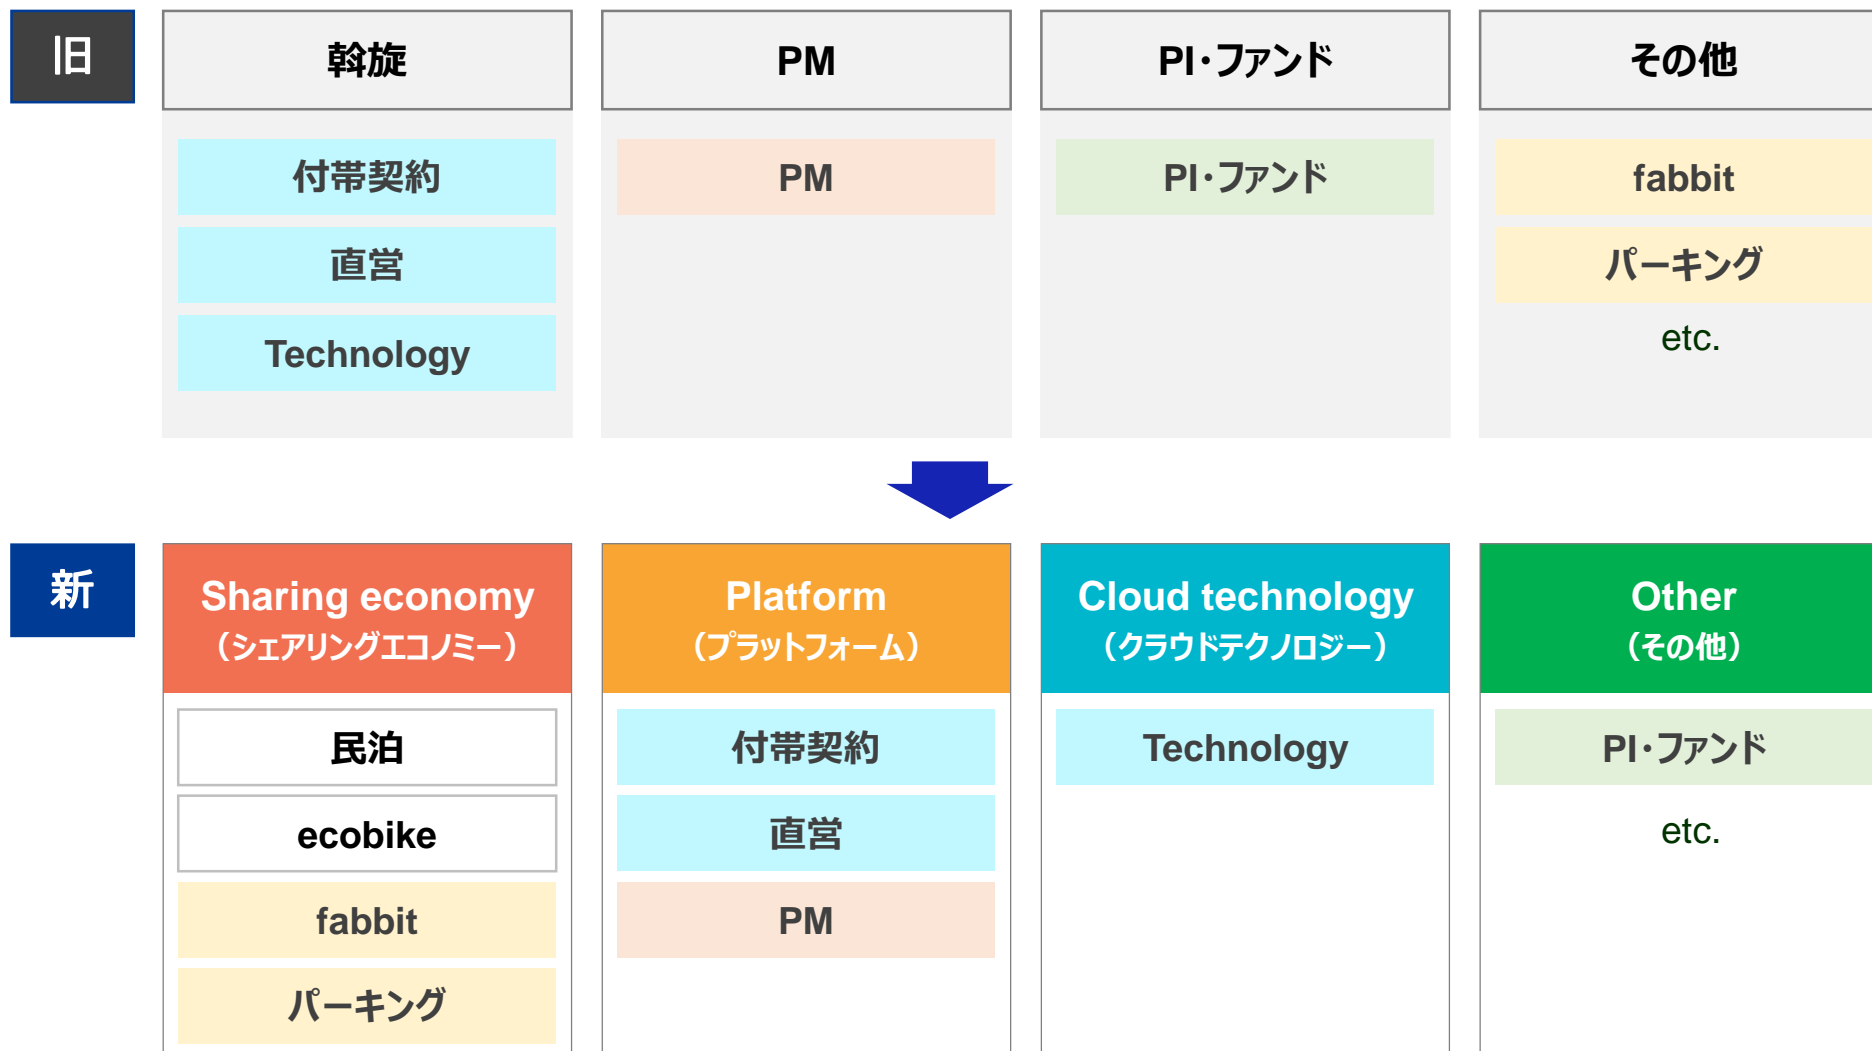 旧
斡旋
PM
PI・ファンド
その他
付帯契約
直営
Technology
PM
PI・ファンド
fabbit
パーキング
etc.
新
Sharing economy
（シェアリングエコノミー）
Platform
（プラットフォーム）
Cloud technology
（クラウドテクノロジー）
Other
（その他）
民泊
ecobike
fabbit
パーキング
付帯契約
直営
PM
Technology
PI・ファンド
etc.